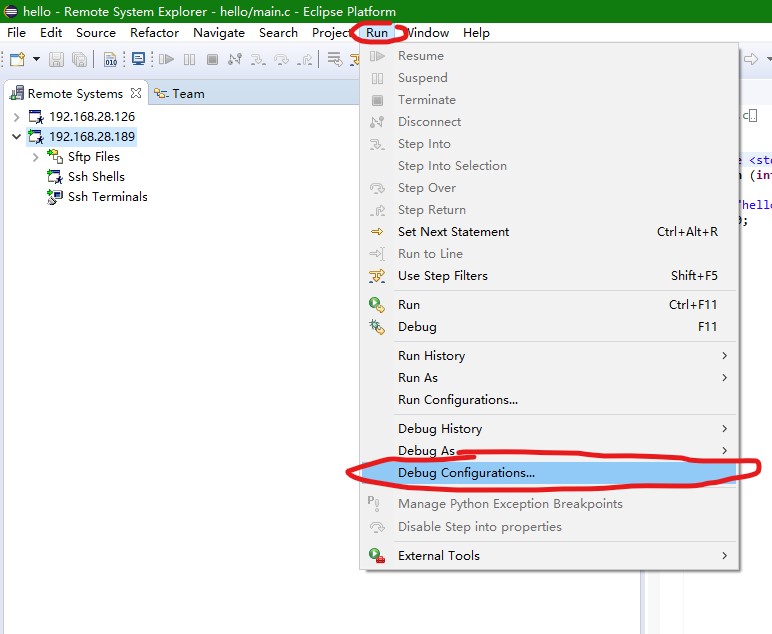 hello - Remote System Explorer - hello/main.c - Eclipse Platform
File Edit Source Refactor Navigate Search Project Run Window Help
010
Remote Systems
Team
192.168.28.126
192.168.28.189
Sftp Files
Ssh Shells
Ssh Terminals
Resume
Suspend
Terminate
Disconnect
Step Into
Step Into Selection
Step Over
Step Return
Set Next Statement Ctrl+Alt+R
Run to Line
Use Step Filters Shift+F5
Run Ctrl+F11
Debug F11
Run History
Run As
Run Configurations...
Debug History
Debug As
Debug Configurations...
Manage Python Exception Breakpoints
Disable Step into properties
External Tools